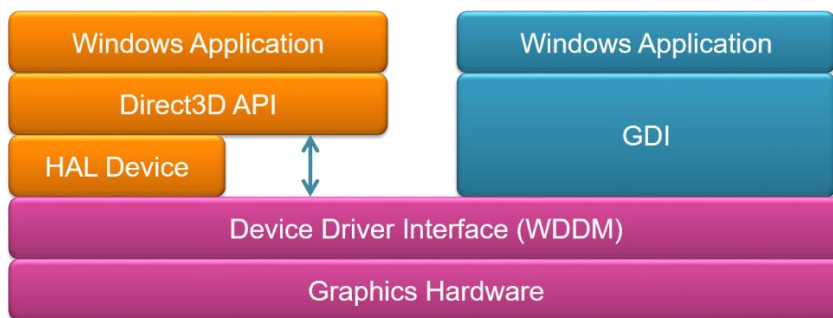 Windows Application
Windows Application
Direct3D API
GDI
HAL Device
Device Driver Interface (WDDM)
Graphics Hardware